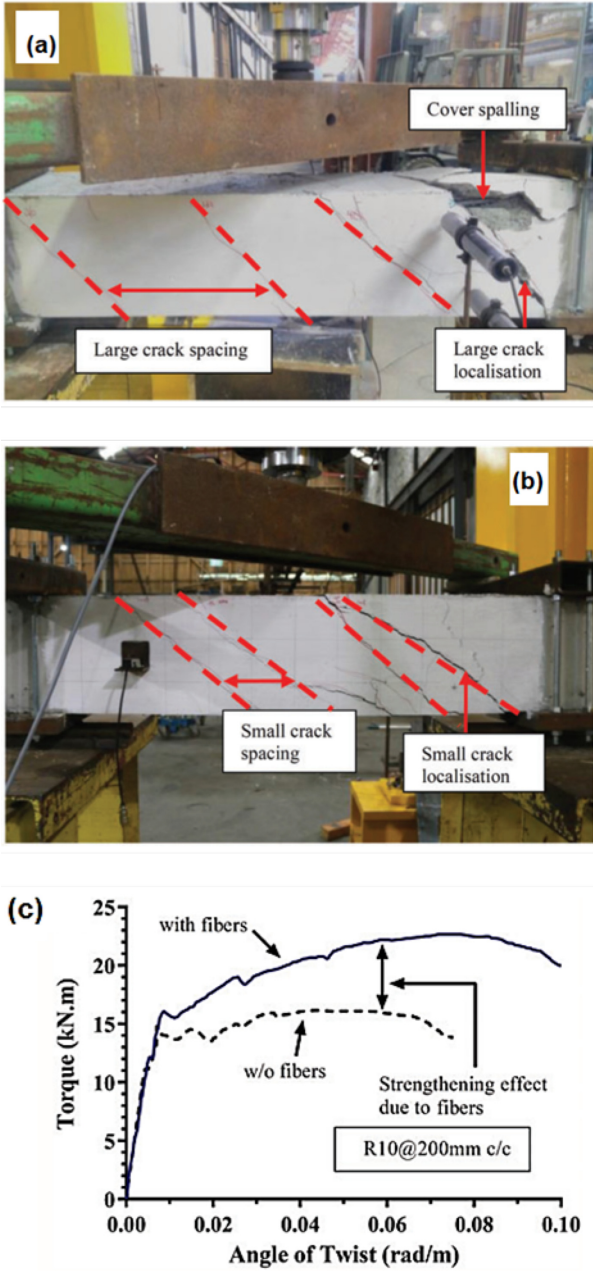 (a)
Cover spalling
Large crack spacing
Large crack
localisation
(b)
Small crack
spacing
Small crack
localisation
(c)
25
20
15
10
5
0
Torque (kN.m)
with fibers
w/o fibers
Strengthening effect
due to fibers
R10@200mm c/c
0.00 0.02 0.04 0.06 0.08 0.10
Angle of Twist (rad/m)